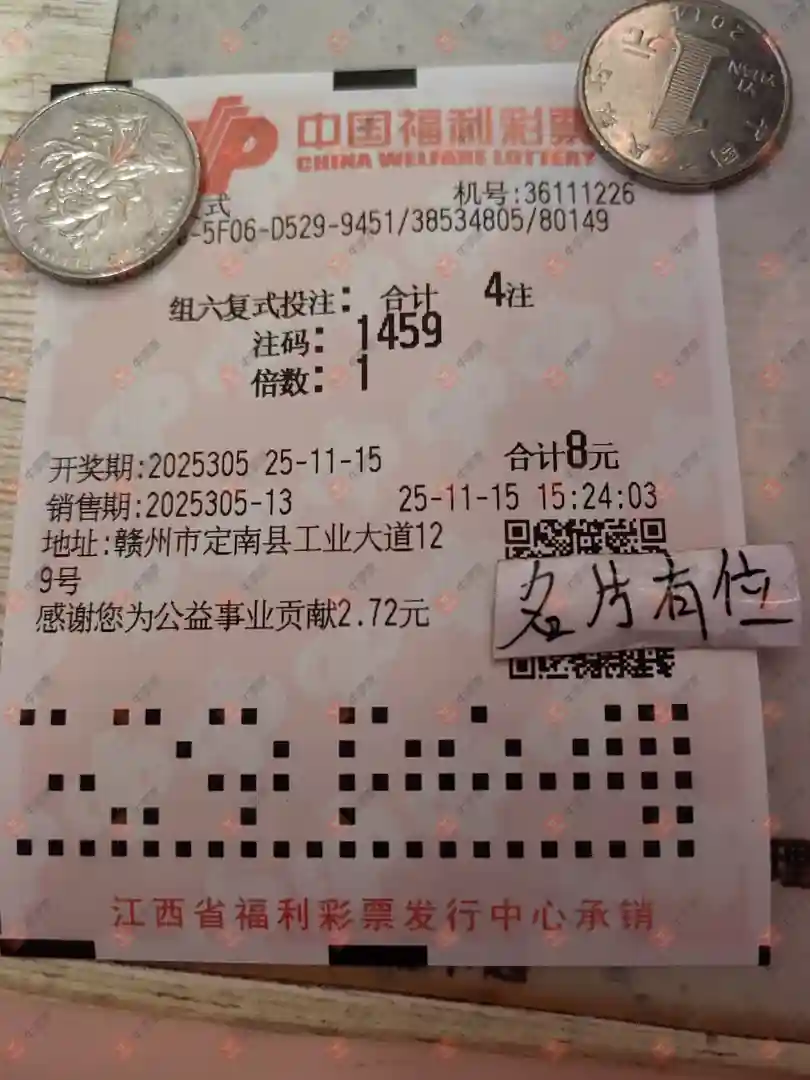 中国福利彩票
CHINA WELFARE LOTTERY
式 机号:36111226
-5F06-D529-9451/38534805/80149
组六复式投注: 合计 4注
注码: 1459
倍数: 1
开奖期:2025305 25-11-15 合计8元
销售期:2025305-13 25-11-15 15:24:03
地址:赣州市定南县工业大道12
9号
感谢您为公益事业贡献2.72元
名片有位
江西省福利彩票发行中心承销